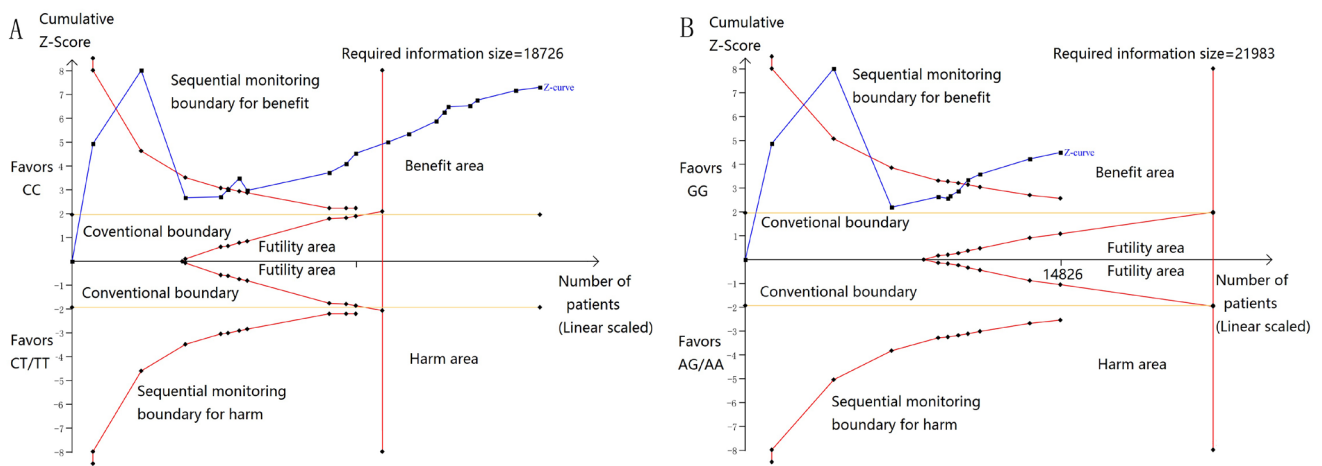 A
Cumulative
Z-Score
Required information size=18726
8
7
6
5
4
3
2
1
-1
-2
-3
-4
-5
-6
-7
-8
Sequential monitoring
boundary for benefit
Z-curve
Favors
CC
Benefit area
Coventional boundary
Futility area
Futility area
Conventional boundary
Number of
patients
(Linear scaled)
Favors
CT/TT
Harm area
Sequential monitoring
boundary for harm
B
Cumulative
Z-Score
Required information size=21983
8
7
6
5
4
3
2
1
-1
-2
-3
-4
-5
-6
-7
-8
Sequential monitoring
boundary for benefit
Z-curve
Faovrs
GG
Benefit area
Convetional boundary
Futility area
Futility area
14826
Conventional boundary
Number of
patients
(Linear scaled)
Favors
AG/AA
Harm area
Sequential monitoring
boundary for harm